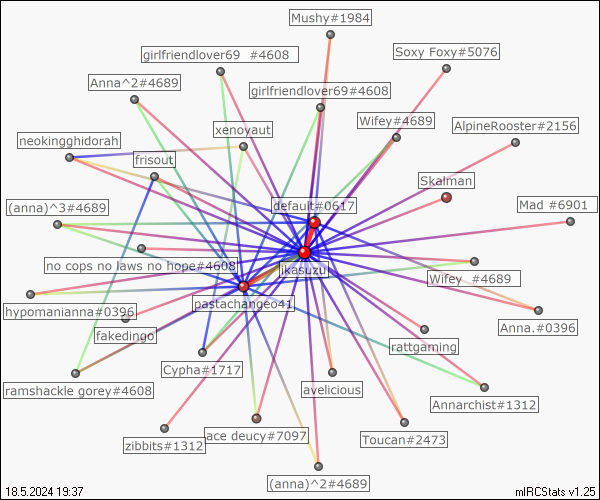 Mushy#1984
girlfriendlover69 #4608
Soxy Foxy#5076
Anna^2#4689
girlfriendlover69#4608
Wifey#4689
AlpineRooster#2156
xenoyaut
neokingghidorah
frisout
Skalman
default#0617
Mad #6901
(anna)^3#4689
no cops no laws no hope#4608
jikasuzu
Wifey #4689
pastachangeo41
hypomanianna#0396
Anna.#0396
fakedingo
rattgaming
Cypha#1717
ramshackle gorey#4608
avelicious
Annarchist#1312
zibbits#1312
ace deucy#7097
Toucan#2473
(anna)^2#4689
18.5.2024 19:37
mIRCStats v1.25